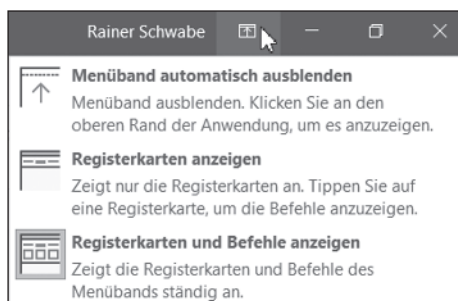 Rainer Schwabe
Menüband automatisch ausblenden
Menüband ausblenden. Klicken Sie an den
oberen Rand der Anwendung, um es anzuzeigen.
Registerkarten anzeigen
Zeigt nur die Registerkarten an. Tippen Sie auf
eine Registerkarte, um die Befehle anzuzeigen.
Registerkarten und Befehle anzeigen
Zeigt die Registerkarten und Befehle des
Menübands ständig an.